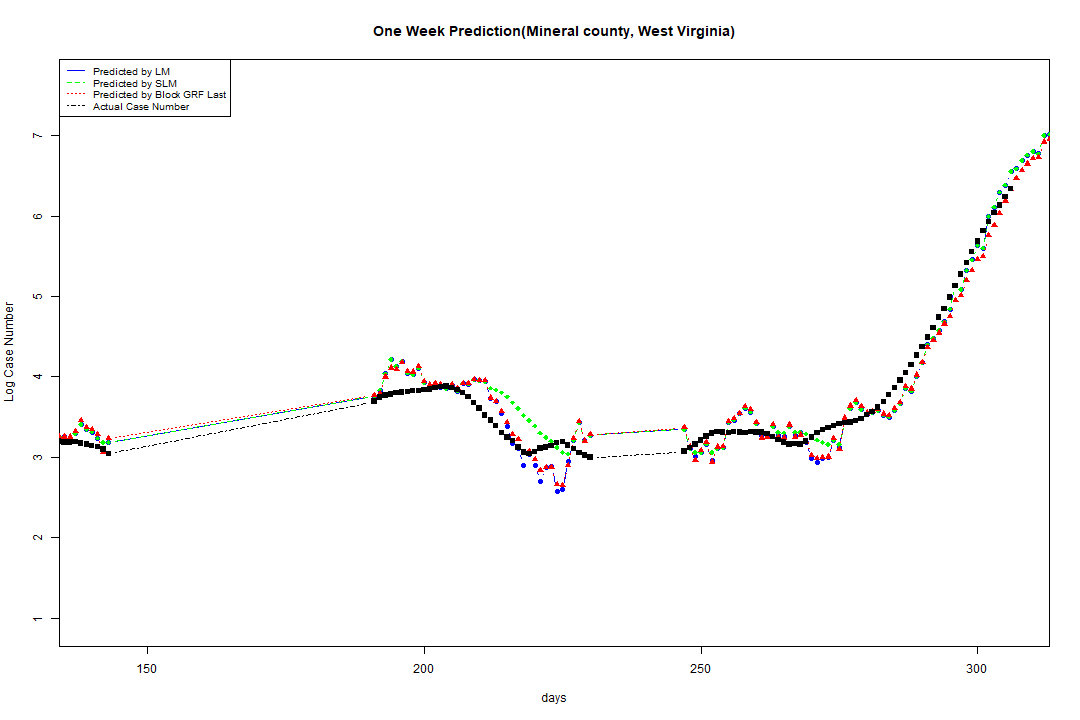 One Week Prediction(Mineral county, West Virginia)
Predicted by LM
Predicted by SLM
Predicted by Block GRF Last
Actual Case Number
7
6
5
4
3
2
1
Log Case Number
150 200 250 300
days